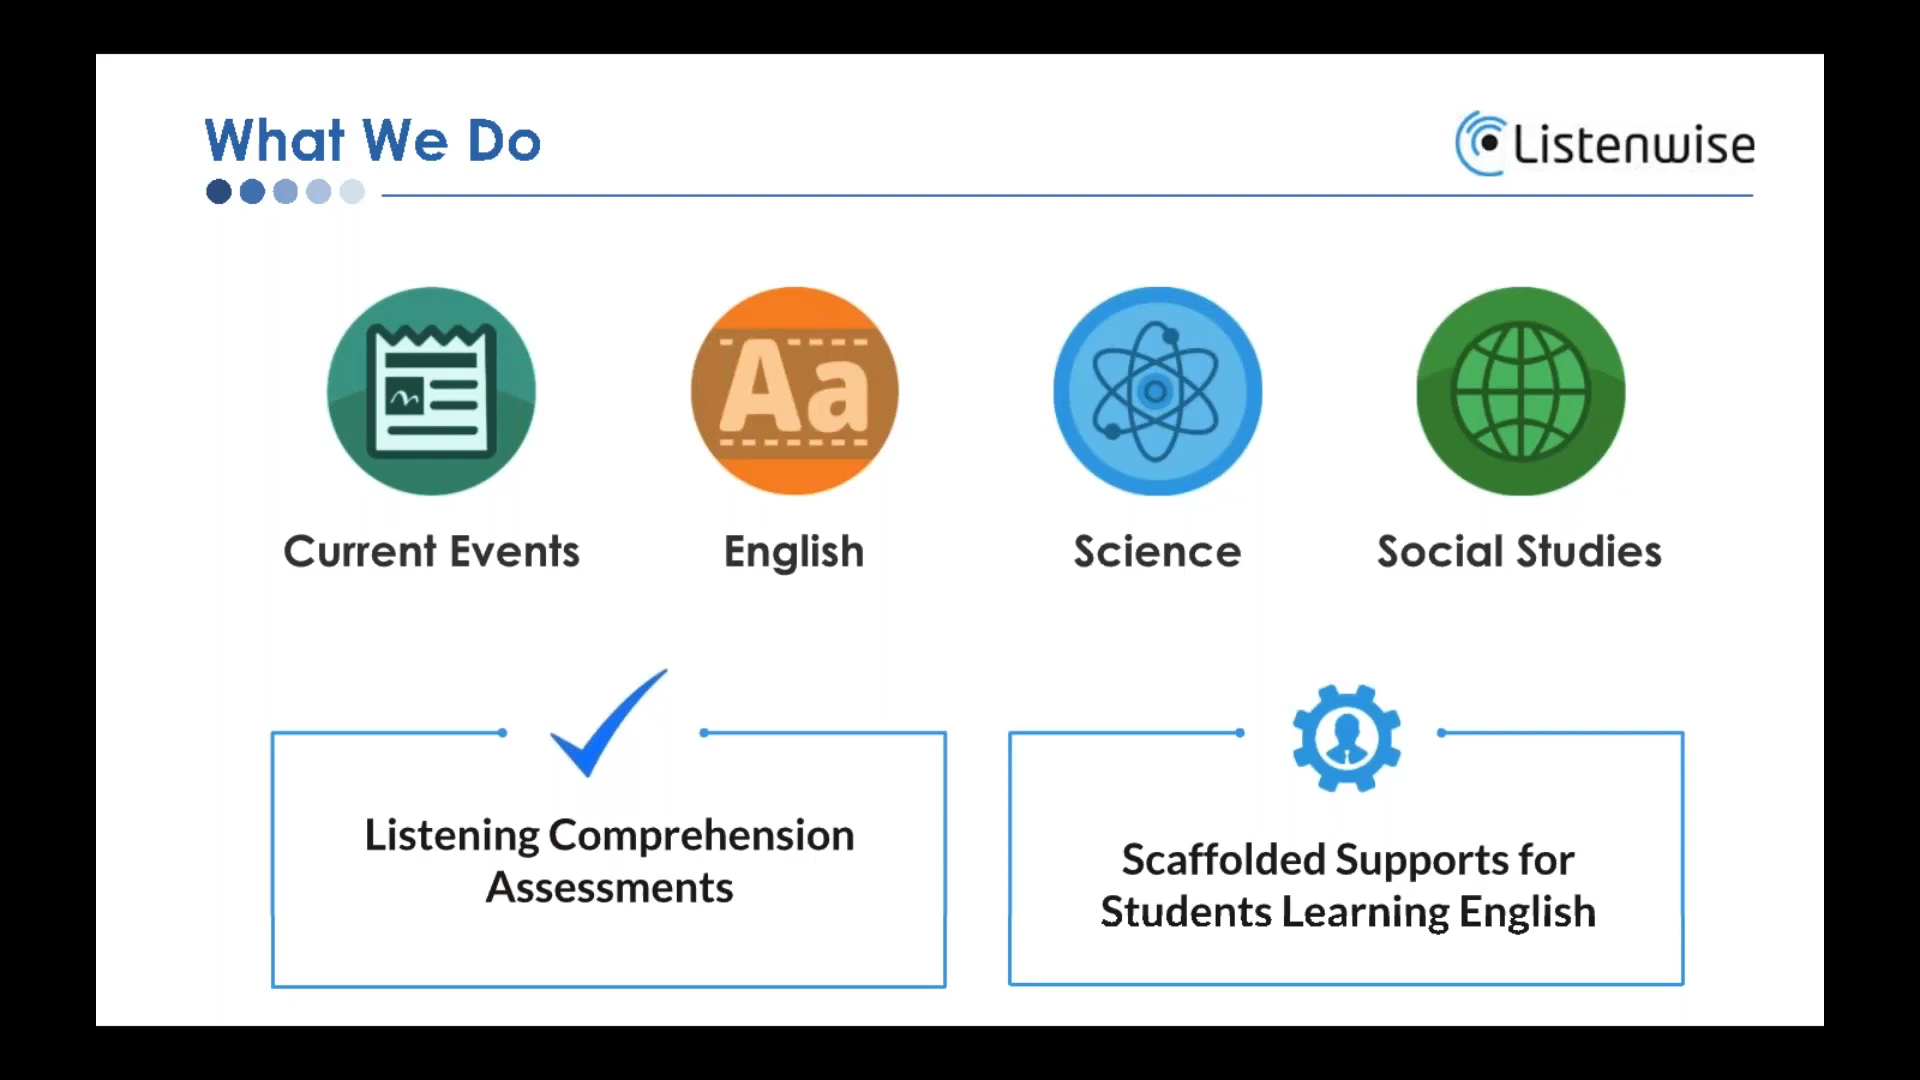 What We Do
Listenwise
Aa
Current Events
English
Science
Social Studies
Listening Comprehension
Assessments
Scaffolded Supports for
Students Learning English